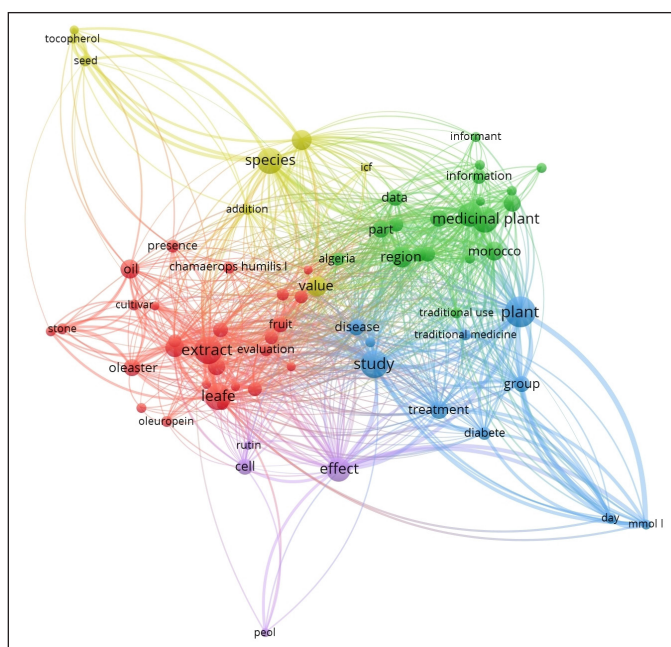 tocopherol
seed
species
informant
icf
information
data
addition
medicinal plant
part
presence
algeria
region
morocco
oil
chamaerops humilis l
value
cultivar
stone
fruit
disease
traditional use
plant
traditional medicine
extract
evaluation
study
oleaster
leafe
group
treatment
oleuropein
diabete
rutin
cell
effect
day
mmol l
peol